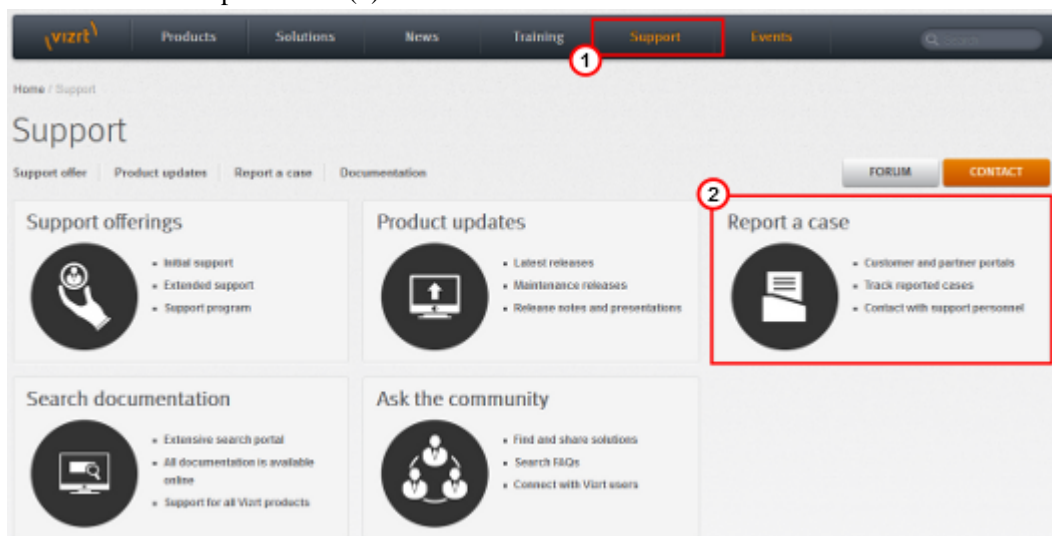 vizrt Products Solutions News Training Support Events Search
1
Home / Support
Support
Support offer Product updates Report a case Documentation
FORUM CONTACT
2
Support offerings
Initial support
Extended support
Support program
Product updates
Latest releases
Maintenance releases
Release notes and presentations
Report a case
Customer and partner portals
Track reported cases
Contact with support personnel
Search documentation
Extensive search portal
All documentation is available
online
Support for all Vizrt products
Ask the community
Find and share solutions
Search FAQs
Connect with Vizrt users